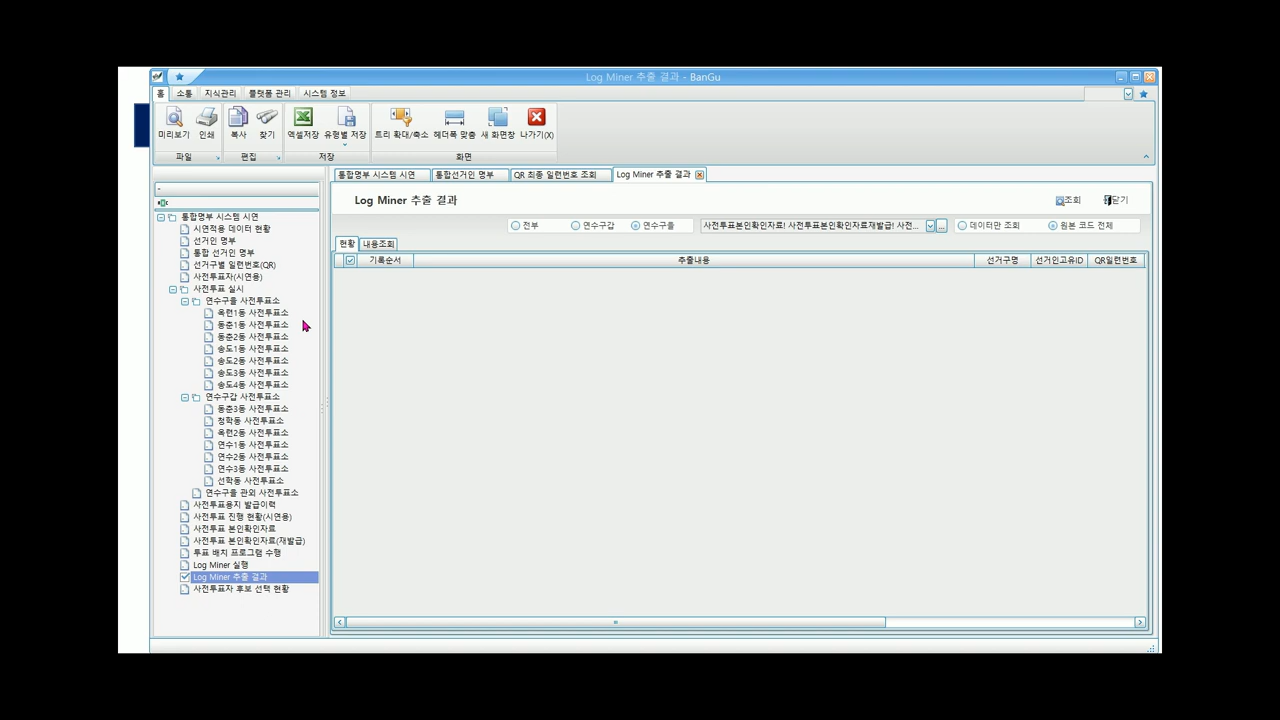 Log Miner 추출 결과 - BanGu
홈 소통 지식관리 플랫폼 관리 시스템 정보
미리보기 인쇄 복사 찾기 엑셀저장 유형별 저장 트리 확대/축소 헤더폭 맞춤 새 화면창 나가기(X)
파일 편집 저장 화면
통합명부 시스템 시연 통합선거인 명부 QR 최종 일련번호 조회 Log Miner 추출 결과
-
Log Miner 추출 결과 조회 닫기
전부 연수구갑 연수구을 사전투표본인확인자료! 사전투표본인확인자료재발급! 사전... ... 데이터만 조회 원본 코드 전체
현황 내용조회
기록순서 추출내용 선거구명 선거인고유ID QR일련번호
통합명부 시스템 시연
시연적용 데이터 현황
선거인 명부
통합 선거인 명부
선거구별 일련번호(QR)
사전투표자(시연용)
사전투표 실시
연수구을 사전투표소
옥련1동 사전투표소
동춘1동 사전투표소
동춘2동 사전투표소
송도1동 사전투표소
송도2동 사전투표소
송도3동 사전투표소
송도4동 사전투표소
연수구갑 사전투표소
동춘3동 사전투표소
청학동 사전투표소
옥련2동 사전투표소
연수1동 사전투표소
연수2동 사전투표소
연수3동 사전투표소
선학동 사전투표소
연수구을 관외 사전투표소
사전투표용지 발급이력
사전투표 진행 현황(시연용)
사전투표 본인확인자료
사전투표 본인확인자료(재발급)
투표 배치 프로그램 수행
Log Miner 실행
Log Miner 추출 결과
사전투표자 후보 선택 현황